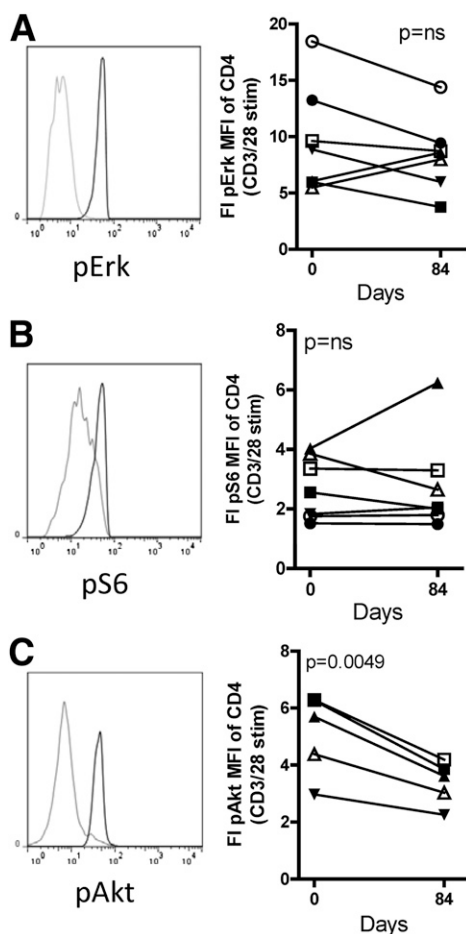 A
0
10⁰ 10¹ 10² 10³ 10⁴
pErk
FI pErk MFI of CD4
(CD3/28 stim)
p=ns
20
15
10
5
0
0 84
Days
B
0
10⁰ 10¹ 10² 10³ 10⁴
pS6
FI pS6 MFI of CD4
(CD3/28 stim)
p=ns
8
6
4
2
0
0 84
Days
C
0
10⁰ 10¹ 10² 10³ 10⁴
pAkt
FI pAkt MFI of CD4
(CD3/28 stim)
p=0.0049
8
6
4
2
0
0 84
Days